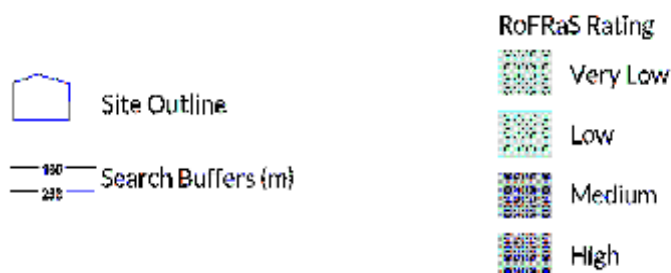 RoFRaS Rating
Very Low
Site Outline
Low
Search Buffers (m)
Medium
High